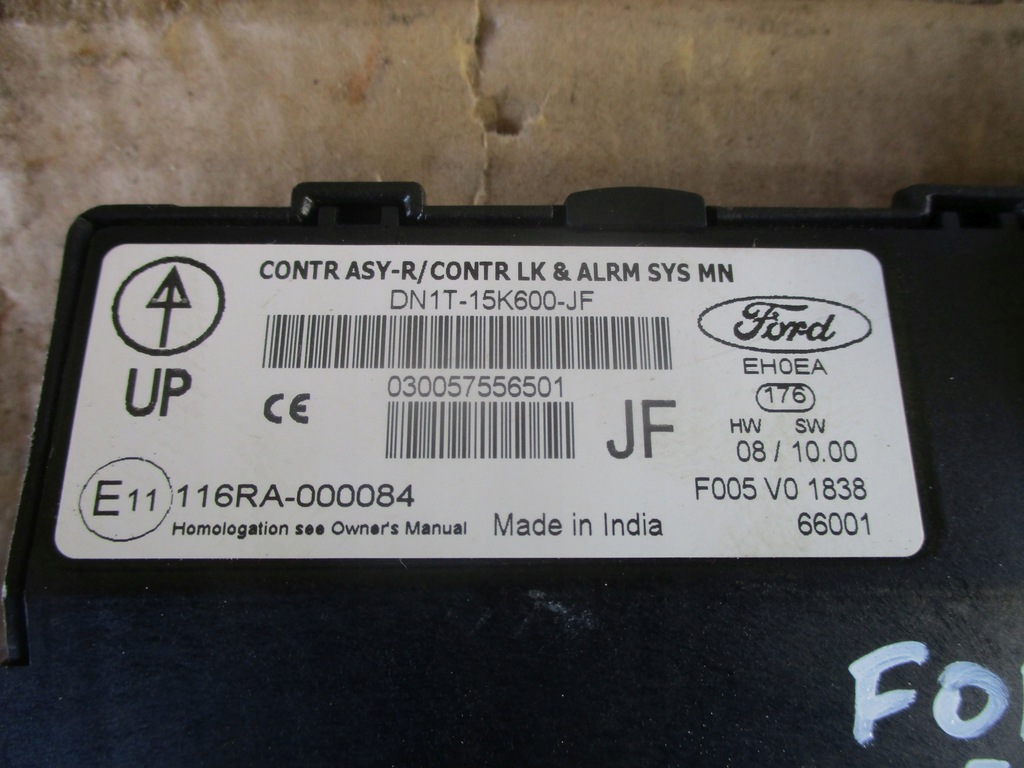 CONTR ASY-R/CONTR LK & ALRM SYS MN
DN1T-15K600-JF
UP
CE
030057556501
JF
Ford
EH0EA
176
HW SW
08 / 10.00
F005 V0 1838
66001
E11 116RA-000084
Homologation see Owner's Manual
Made in India